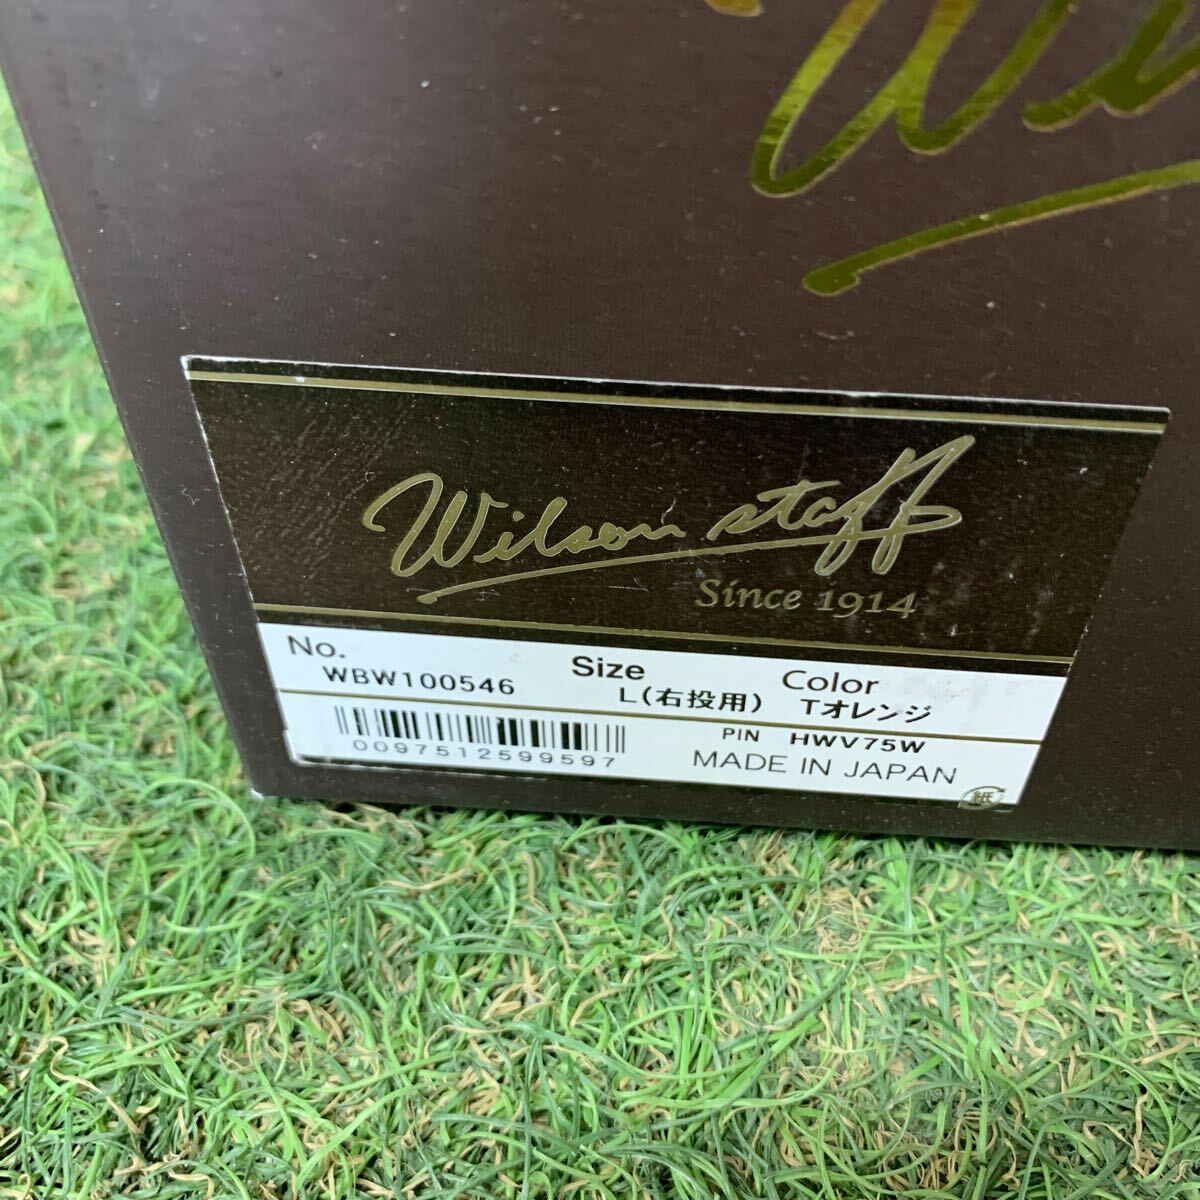 Wilson staff
Since 1914
No. Size Color
WBW100546 L(右投用) Tオレンジ
PIN HWV75W
0097512599597
MADE IN JAPAN
紙